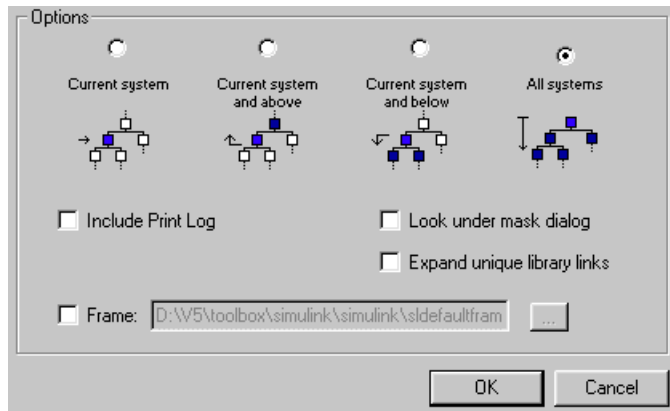 Options
Current system
Current system
and above
Current system
and below
All systems
Include Print Log
Look under mask dialog
Expand unique library links
Frame:
D:\V5\toolbox\simulink\simulink\sldefaultfram
...
OK
Cancel